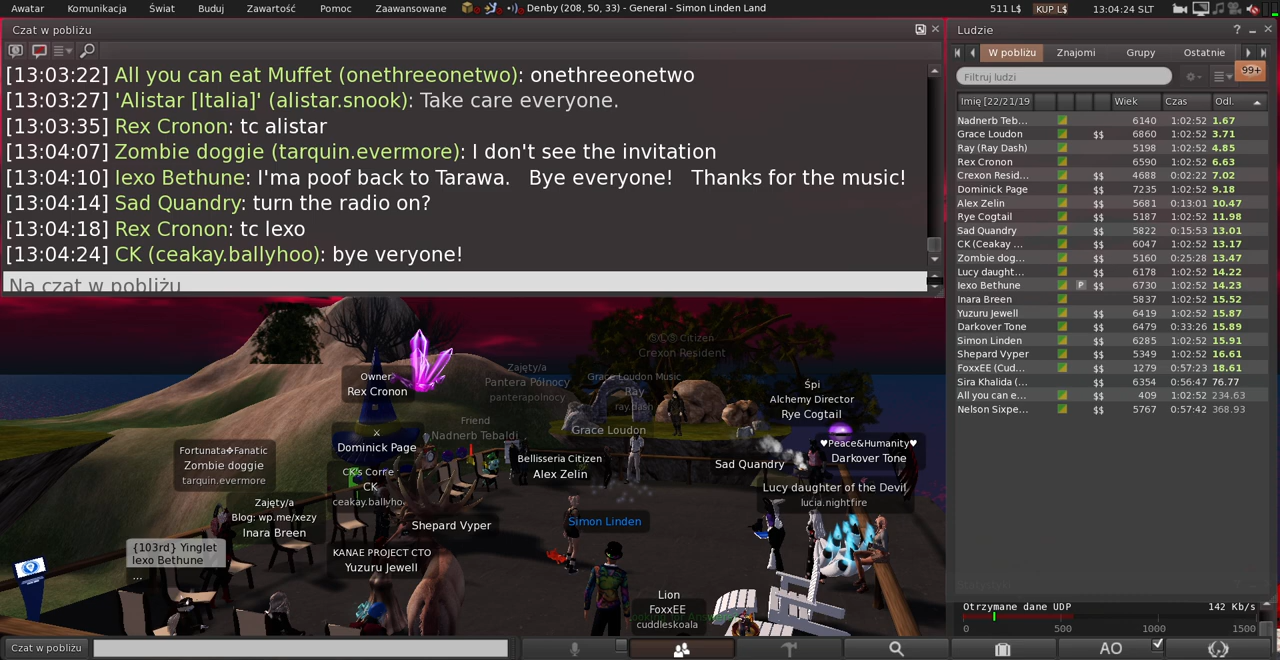 Awatar Komunikacja Świat Buduj Zawartość Pomoc Zaawansowane Denby (208, 50, 33) - General - Simon Linden Land 511 L$ KUP L$ 13:04:24 SLT
Czat w pobliżu
[13:03:22] All you can eat Muffet (onethreeonetwo): onethreeonetwo
[13:03:27] 'Alistar [Italia]' (alistar.snook): Take care everyone.
[13:03:35] Rex Cronon: tc alistar
[13:04:07] Zombie doggie (tarquin.evermore): I don't see the invitation
[13:04:10] Iexo Bethune: I'ma poof back to Tarawa. Bye everyone! Thanks for the music!
[13:04:14] Sad Quandry: turn the radio on?
[13:04:18] Rex Cronon: tc Iexo
[13:04:24] CK (ceakay.ballyhoo): bye veryone!
Na czat w pobliżu
Ludzie
W pobliżu Znajomi Grupy Ostatnie
Filtruj ludzi
99+
Imię [22/21/19 Wiek Czas Odl.
Nadnerb Teb... 6140 1:02:52 1.67
Grace Loudon $$ 6860 1:02:52 3.71
Ray (Ray Dash) 5198 1:02:52 4.85
Rex Cronon 6590 1:02:52 6.63
Crexon Resid... $$ 4688 0:02:22 7.02
Dominick Page $$ 7235 1:02:52 9.18
Alex Zelin $$ 5681 0:13:01 10.47
Rye Cogtail $$ 5187 1:02:52 11.98
Sad Quandry $$ 5822 0:15:53 13.01
CK (Ceakay ... $$ 6047 1:02:52 13.17
Zombie dog... $$ 5160 0:25:28 13.47
Lucy daught... $$ 6178 1:02:52 14.22
Iexo Bethune P $$ 6730 1:02:52 14.23
Inara Breen 5837 1:02:52 15.52
Yuzuru Jewell $$ 6419 1:02:52 15.87
Darkover Tone $$ 6479 0:33:26 15.89
Simon Linden $$ 6285 1:02:52 15.91
Shepard Vyper $$ 5349 1:02:52 16.61
FoxxEE (Cud... $$ 1279 0:57:23 18.61
Sira Khalida (... $$ 6354 0:56:47 76.77
All you can e... $$ 409 1:02:52 234.63
Nelson Sixpe... $$ 5767 0:57:42 368.93
Citizen
Crexon Resident
Owner
Rex Cronon
Zajęty/a
Pantera Północy
panterapolnocy
Grace Loudon Music
Ray
ray.dash
Śpi
Alchemy Director
Rye Cogtail
Friend
Nadnerb Tebaldi
Grace Loudon
Dominick Page
♥Peace&Humanity♥
Darkover Tone
Fortunata✤Fanatic
Zombie doggie
tarquin.evermore
Bellisseria Citizen
Alex Zelin
Sad Quandry
CK's Corne
CK
ceakay.ballyho
Lucy daughter of the Devil
lucia.nightfire
Zajęty/a
Blog: wp.me/xezy
Inara Breen
Shepard Vyper
Simon Linden
{103rd} Yinglet
Iexo Bethune
...
KANAE PROJECT CTO
Yuzuru Jewell
Lion
FoxxEE
cuddleskoala
Otrzymane dane UDP 142 Kb/s
0 500 1000 1500
Czat w pobliżu
AO